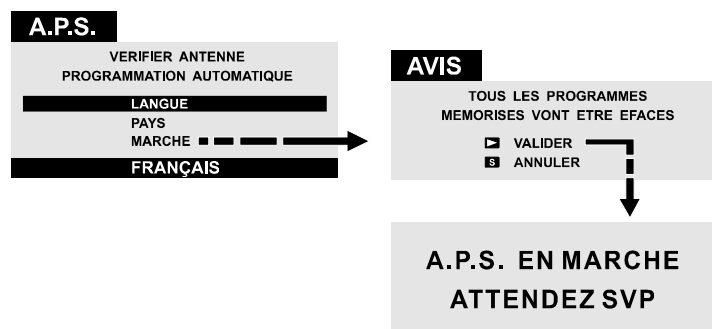 A.P.S.
VERIFIER ANTENNE
PROGRAMMATION AUTOMATIQUE
LANGUE
PAYS
MARCHE
FRANÇAIS
AVIS
TOUS LES PROGRAMMES
MEMORISES VONT ETRE EFACES
VALIDER
S ANNULER
A.P.S. EN MARCHE
ATTENDEZ SVP